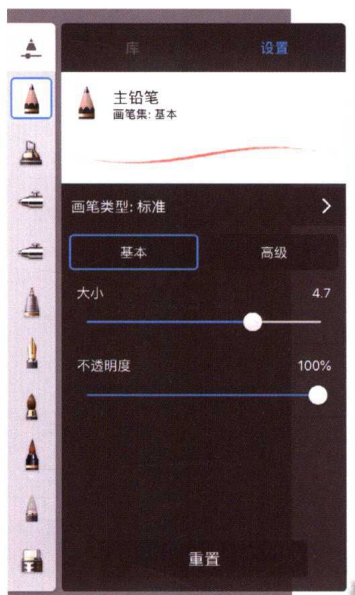 库 设置
主铅笔
画笔集: 基本
画笔类型: 标准
基本 高级
大小 4.7
不透明度 100%
重置